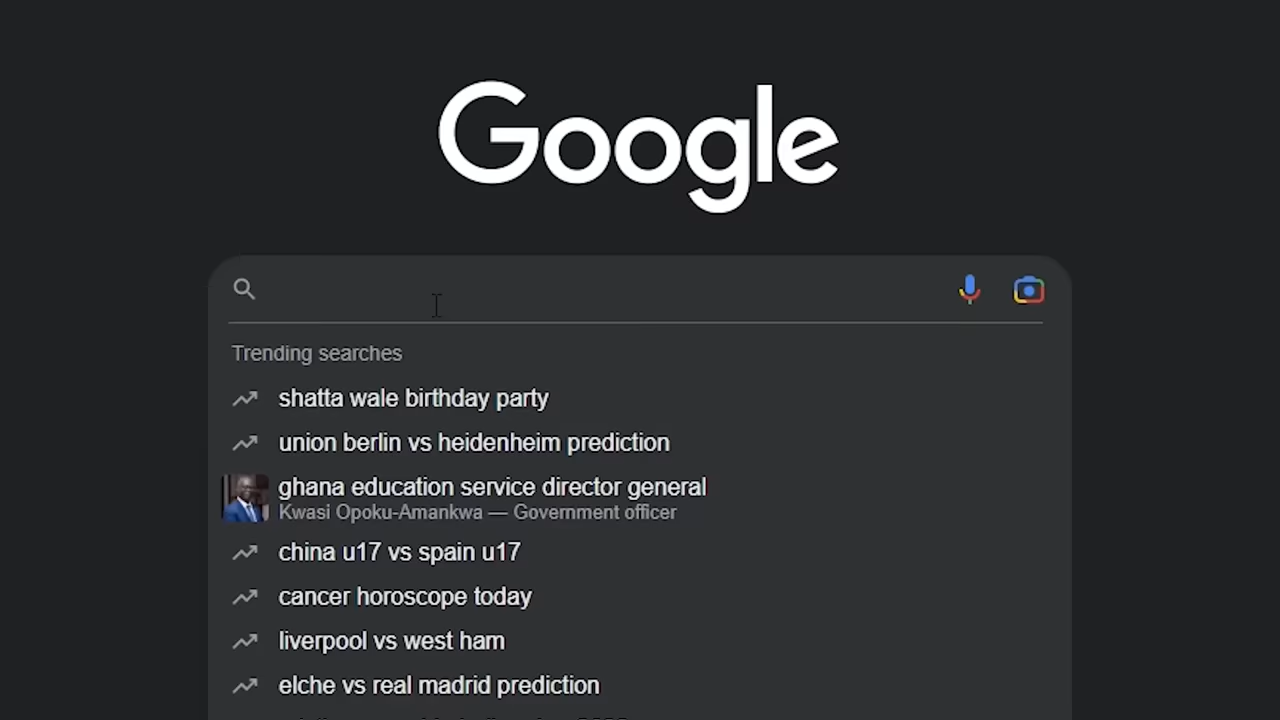 Google
Trending searches
shatta wale birthday party
union berlin vs heidenheim prediction
ghana education service director general
Kwasi Opoku-Amankwa — Government officer
china u17 vs spain u17
cancer horoscope today
liverpool vs west ham
elche vs real madrid prediction